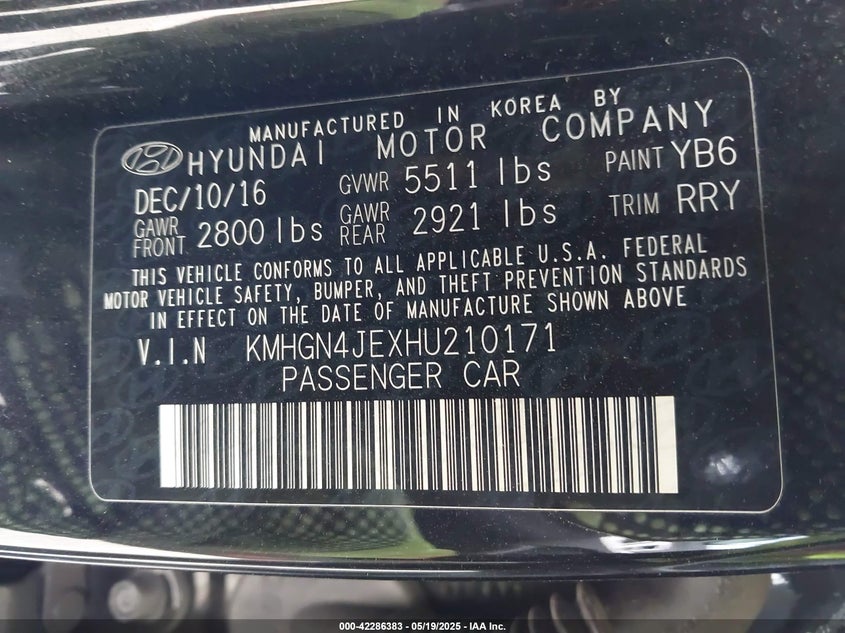 MANUFACTURED IN KOREA BY
HYUNDAI MOTOR COMPANY
DEC/10/16 GVWR 5511 lbs PAINT YB6
GAWR FRONT 2800 lbs GAWR REAR 2921 lbs TRIM RRY
THIS VEHICLE CONFORMS TO ALL APPLICABLE U.S.A. FEDERAL
MOTOR VEHICLE SAFETY, BUMPER, AND THEFT PREVENTION STANDARDS
IN EFFECT ON THE DATE OF MANUFACTURE SHOWN ABOVE
V.I.N KMHGN4JEXHU210171
PASSENGER CAR
000-42286383 - 05/19/2025 - IAA Inc.